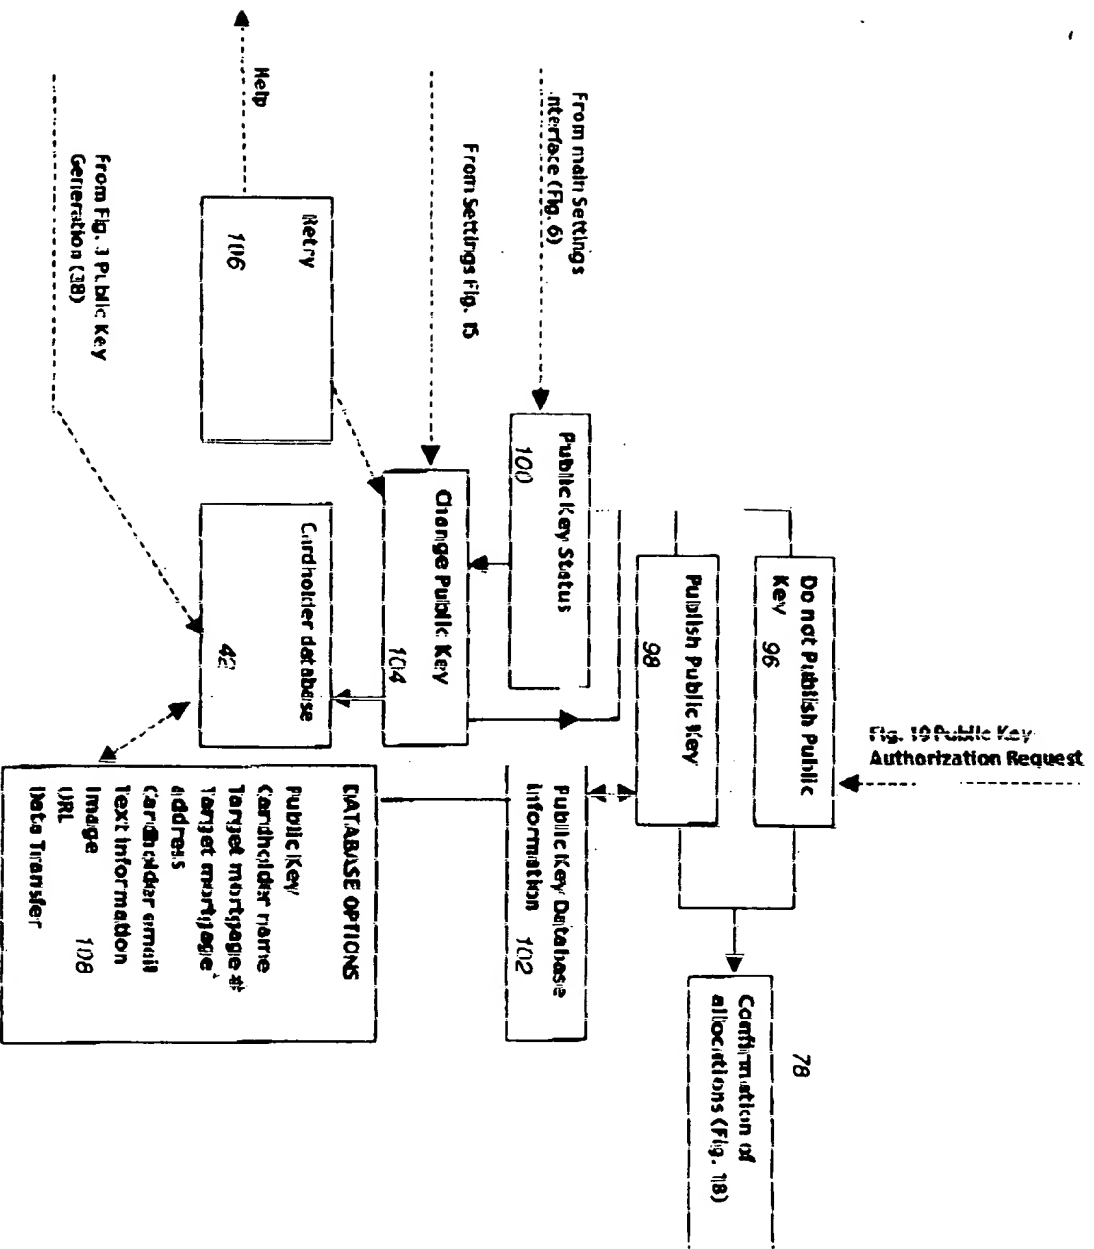 Fig. 19 Public Key
Authorization Request
Do not Publish Public
Key 96
Publish Public Key
98
Confirmation of
allocations (Fig. 18)
78
From main Settings
nterface (Fig. 6)
Public Key Status
100
Public Key Database
Information 102
From Settings Fig. 15
Change Public Key
104
Help
Retry
106
Cardholder database
42
From Fig. 3 Public Key
Generation (38)
DATABASE OPTIONS
Public Key
Cardholder name
Target mortgage #
Target mortgage
address
Cardholder email
Text information
Image 108
URL
Data Transfer